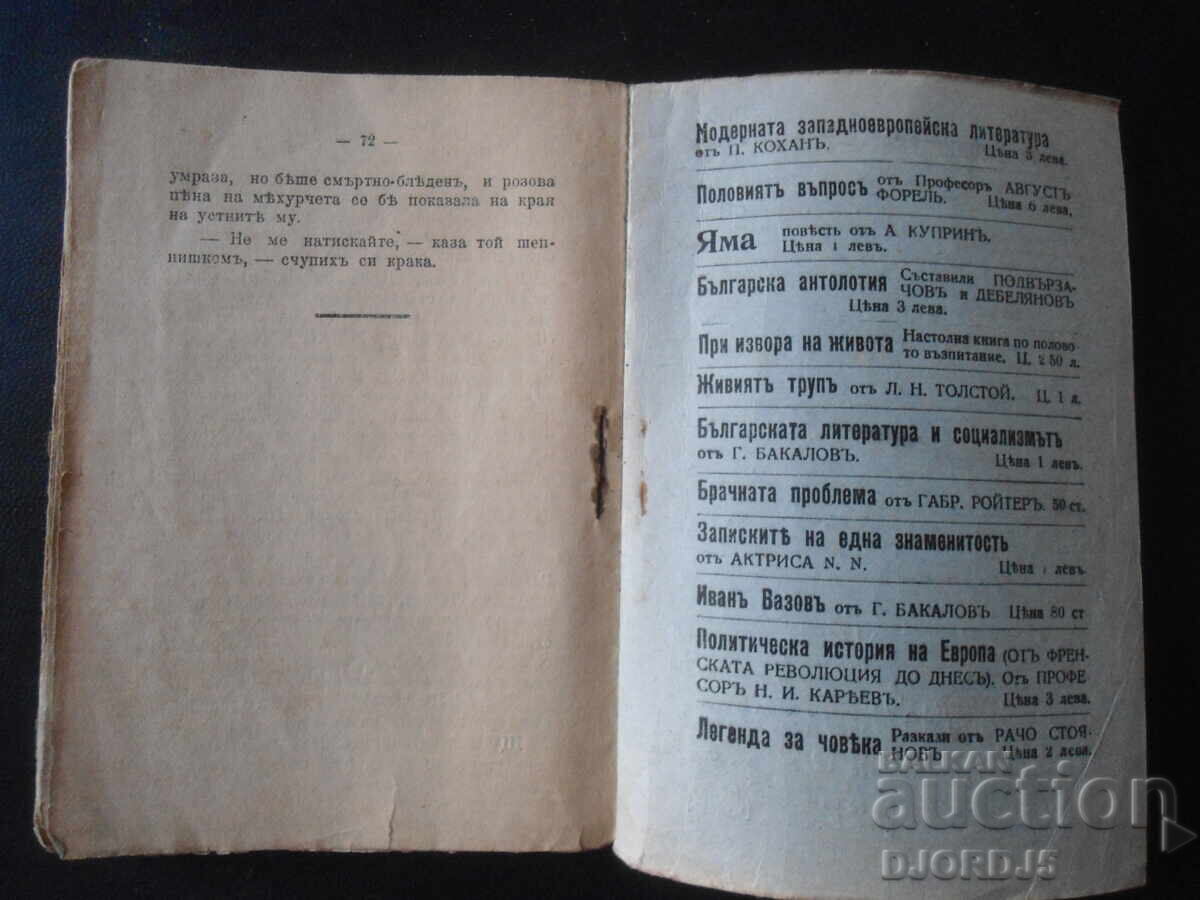 — 72 —
умраза, но бѣше смъртно-блѣденъ, и розова
пѣна на мѣхурчета се бѣ показала на края
на устнитѣ му.
— Не ме натискайте, — каза той шеп-
нишкомъ, — счупихъ си крака.
Модерната западноевропейска литература
отъ П. КОХАНЪ. Цѣна 3 лева.
Половиятъ въпросъ отъ Професоръ АВГУСТЪ
ФОРЕЛЬ. Цѣна 6 лева,
Яма повѣсть отъ А. КУПРИНЪ.
Цѣна 1 левъ.
Българска антолотия Съставили ПОДВЪРЗА-
ЧОВЪ и ДЕБЕЛЯНОВЪ
Цѣна 3 лева.
При извора на живота Настолна книга по полово-
то възпитание. Ц. 2 50 л.
Живиятъ трупъ отъ Л. Н. ТОЛСТОЙ. Ц. 1 л.
Българската литература и социализмътъ
отъ Г. БАКАЛОВЪ. Цѣна 1 левъ.
Брачната проблема отъ ГАБР. РОЙТЕРЪ. 50 ст.
Запискитѣ на една знаменитость
отъ АКТРИСА N. N. Цѣна левъ
Иванъ Вазовъ отъ Г. БАКАЛОВЪ Цѣна 80 ст
Политическа история на Европа (ОТЪ ФРЕН-
СКАТА РЕВОЛЮЦИЯ ДО ДНЕСЪ). Отъ ПРОФЕ-
СОРЪ Н. И. КАРѢЕВЪ. Цѣна 3 лева.
Легенда за човѣка Разкази отъ РАЧО СТОЯ-
НОВЪ Цѣна 2 лева.
BALKAN
auction
DJORDJ5